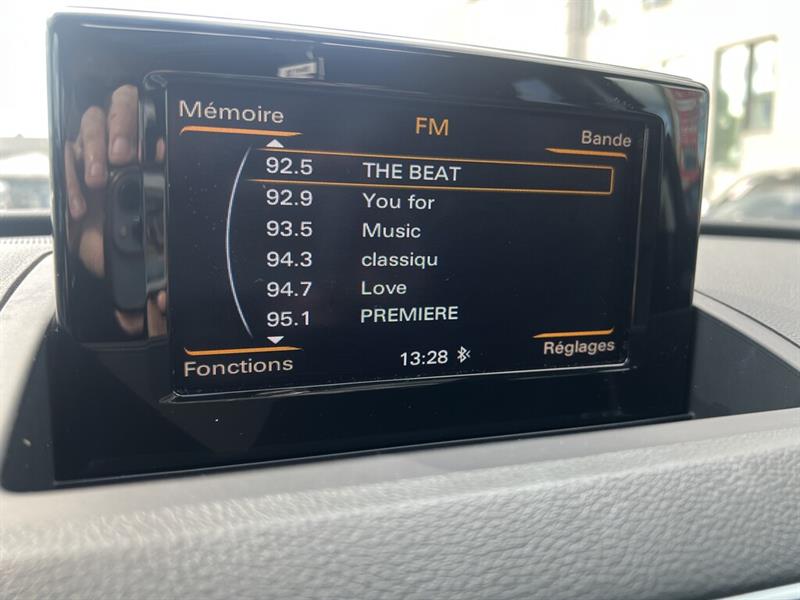 Mémoire
FM
Bande
92.5 THE BEAT
92.9 You for
93.5 Music
94.3 classiqu
94.7 Love
95.1 PREMIERE
Fonctions
13:28
Réglages